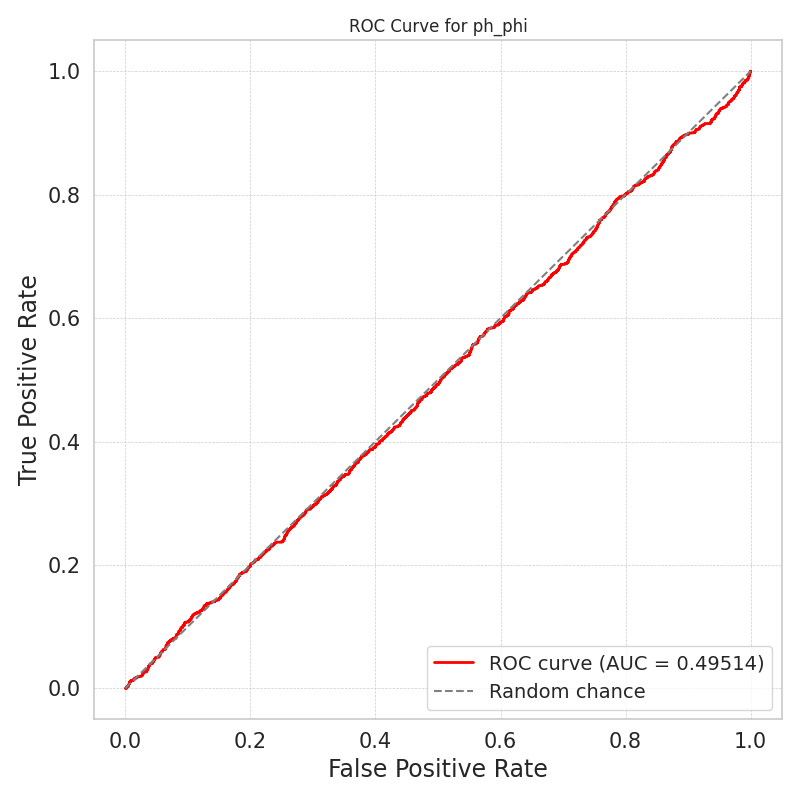 ROC Curve for ph_phi
True Positive Rate
1.0
0.8
0.6
0.4
0.2
0.0
ROC curve (AUC = 0.49514)
Random chance
0.0 0.2 0.4 0.6 0.8 1.0
False Positive Rate